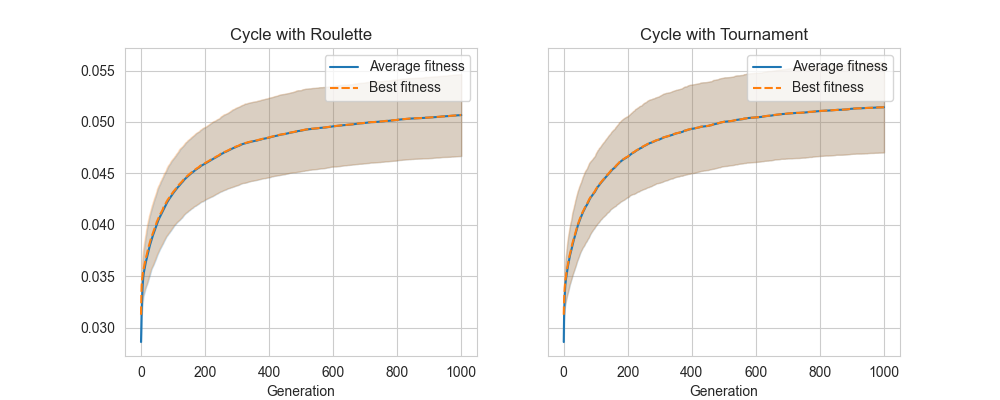 Cycle with Roulette
Average fitness
Best fitness
0.055
0.050
0.045
0.040
0.035
0.030
0 200 400 600 800 1000
Generation
Cycle with Tournament
Average fitness
Best fitness
0 200 400 600 800 1000
Generation